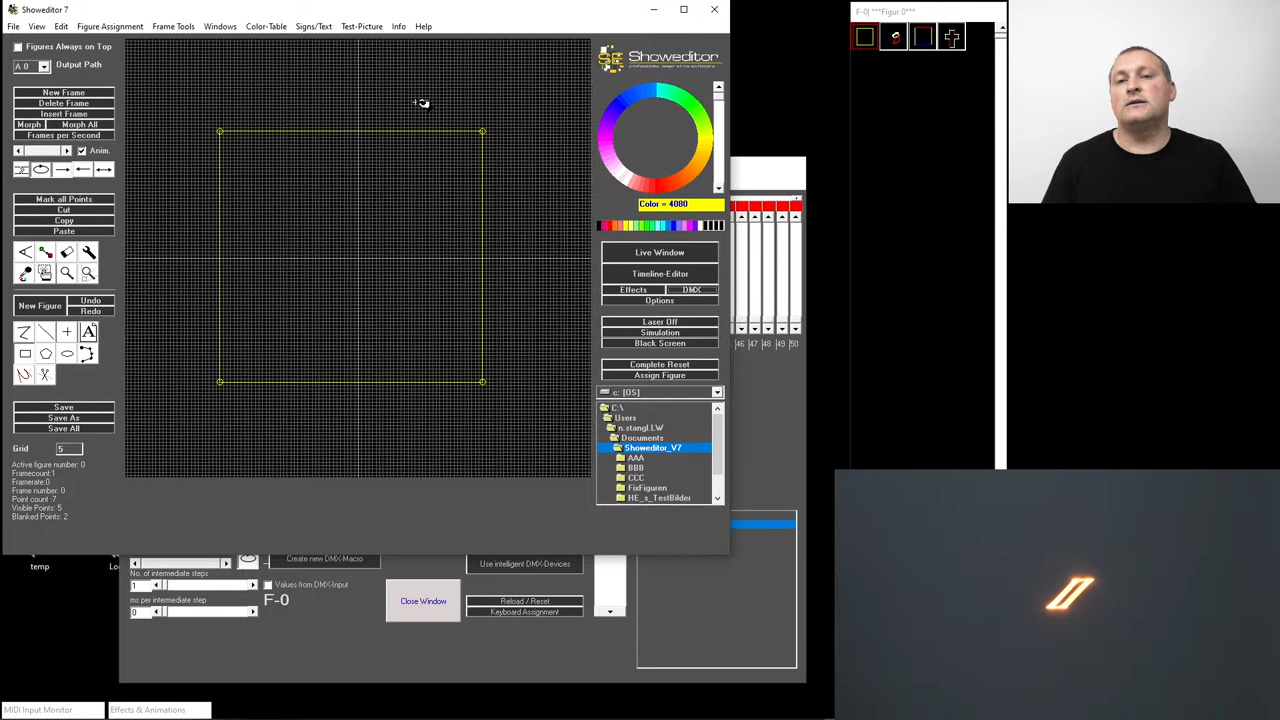 Showeditor 7
File View Edit Figure Assignment Frame Tools Windows Color-Table Signs/Text Test-Picture Info Help
Figures Always on Top
Output Path
New Frame
Delete Frame
Insert Frame
Morph Morph All
Frames per Second
Anim.
Mark all Points
Cut
Copy
Paste
New Figure
Undo
Redo
A
Save
Save As
Save All
Grid 5
Active figure number: 0
Framecount:1
Framerate:0
Frame number: 0
Point count :7
Visible Points: 5
Blanked Points: 2
SE Showeditor
Color = 4080
Live Window
Timeline-Editor
Effects DMX
Options
Laser Off
Simulation
Black Screen
Complete Reset
Assign Figure
c: [OS]
C:\
Users
n.stangl.LW
Documents
Showeditor_V7
AAA
BBB
CCC
FixFiguren
HE_s_TestBilder
|46 |47 |48 |49 |50
F-0| ***Figur 0***
temp
Create new DMX-Macro
No. of intermediate steps
1
Values from DMX-Input
ms per intermediate step
0
F-0
Close Window
Use intelligent DMX-Devices
Reload / Reset
Keyboard Assignment
MIDI Input Monitor
Effects & Animations